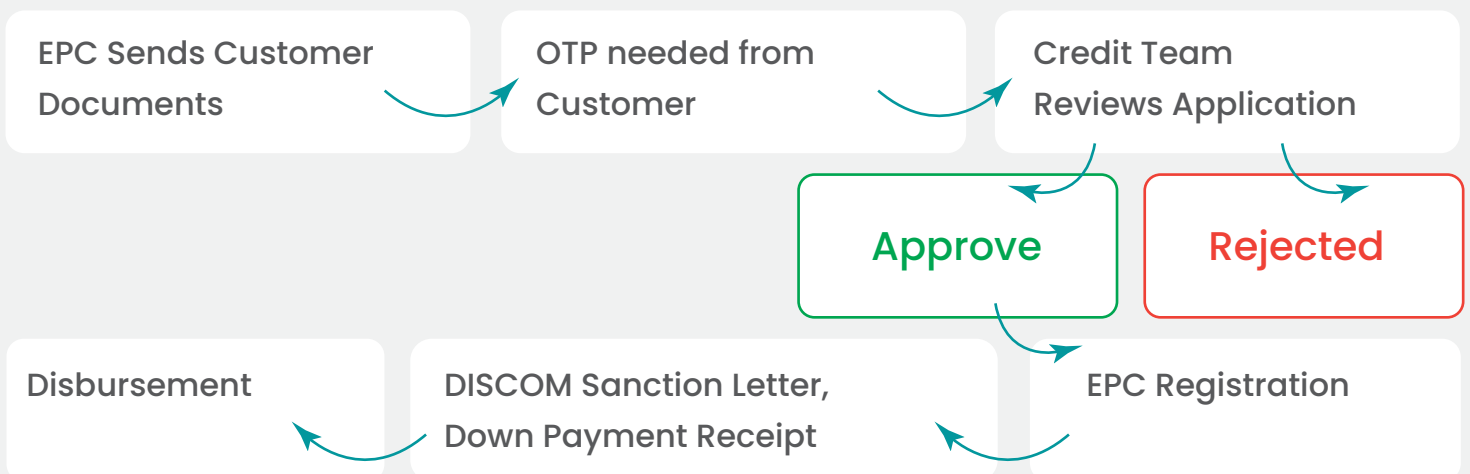 EPC Sends Customer
Documents
OTP needed from
Customer
Credit Team
Reviews Application
Approve
Rejected
EPC Registration
DISCOM Sanction Letter,
Down Payment Receipt
Disbursement